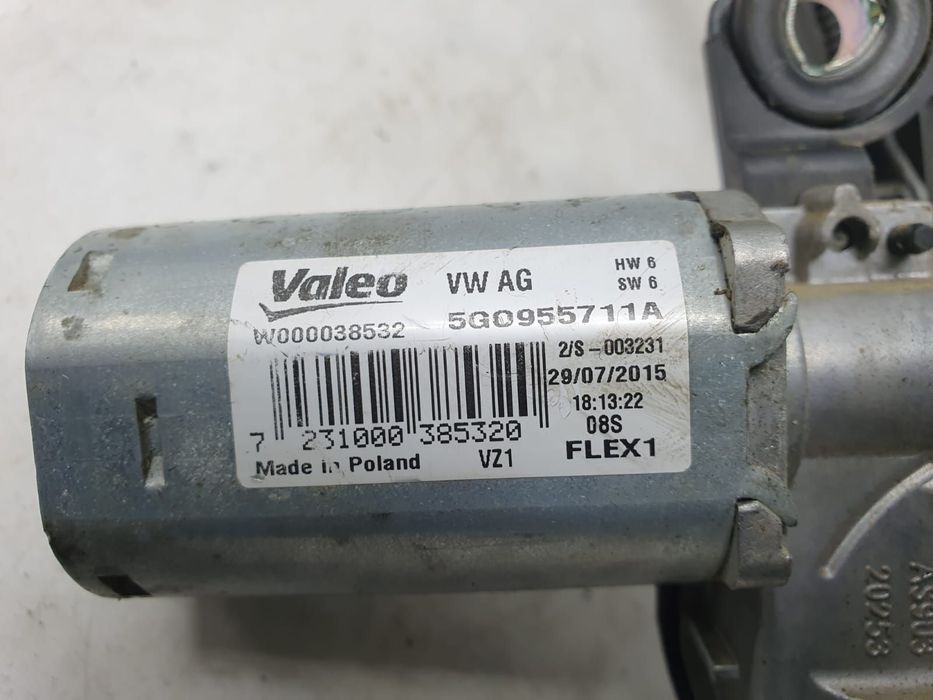 Valeo VW AG HW 6
SW 6
W000038532 5G0955711A
2/S-003231
29/07/2015
18:13:22
08S
7 231000 385320
Made in Poland VZ1 FLEX1
20253